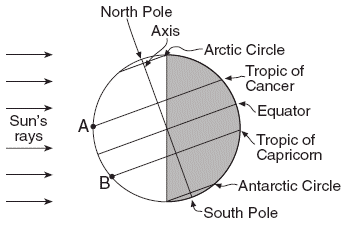 North Pole
Axis
Arctic Circle
Tropic of
Cancer
Equator
Sun's
rays
A
Tropic of
Capricorn
B
Antarctic Circle
South Pole